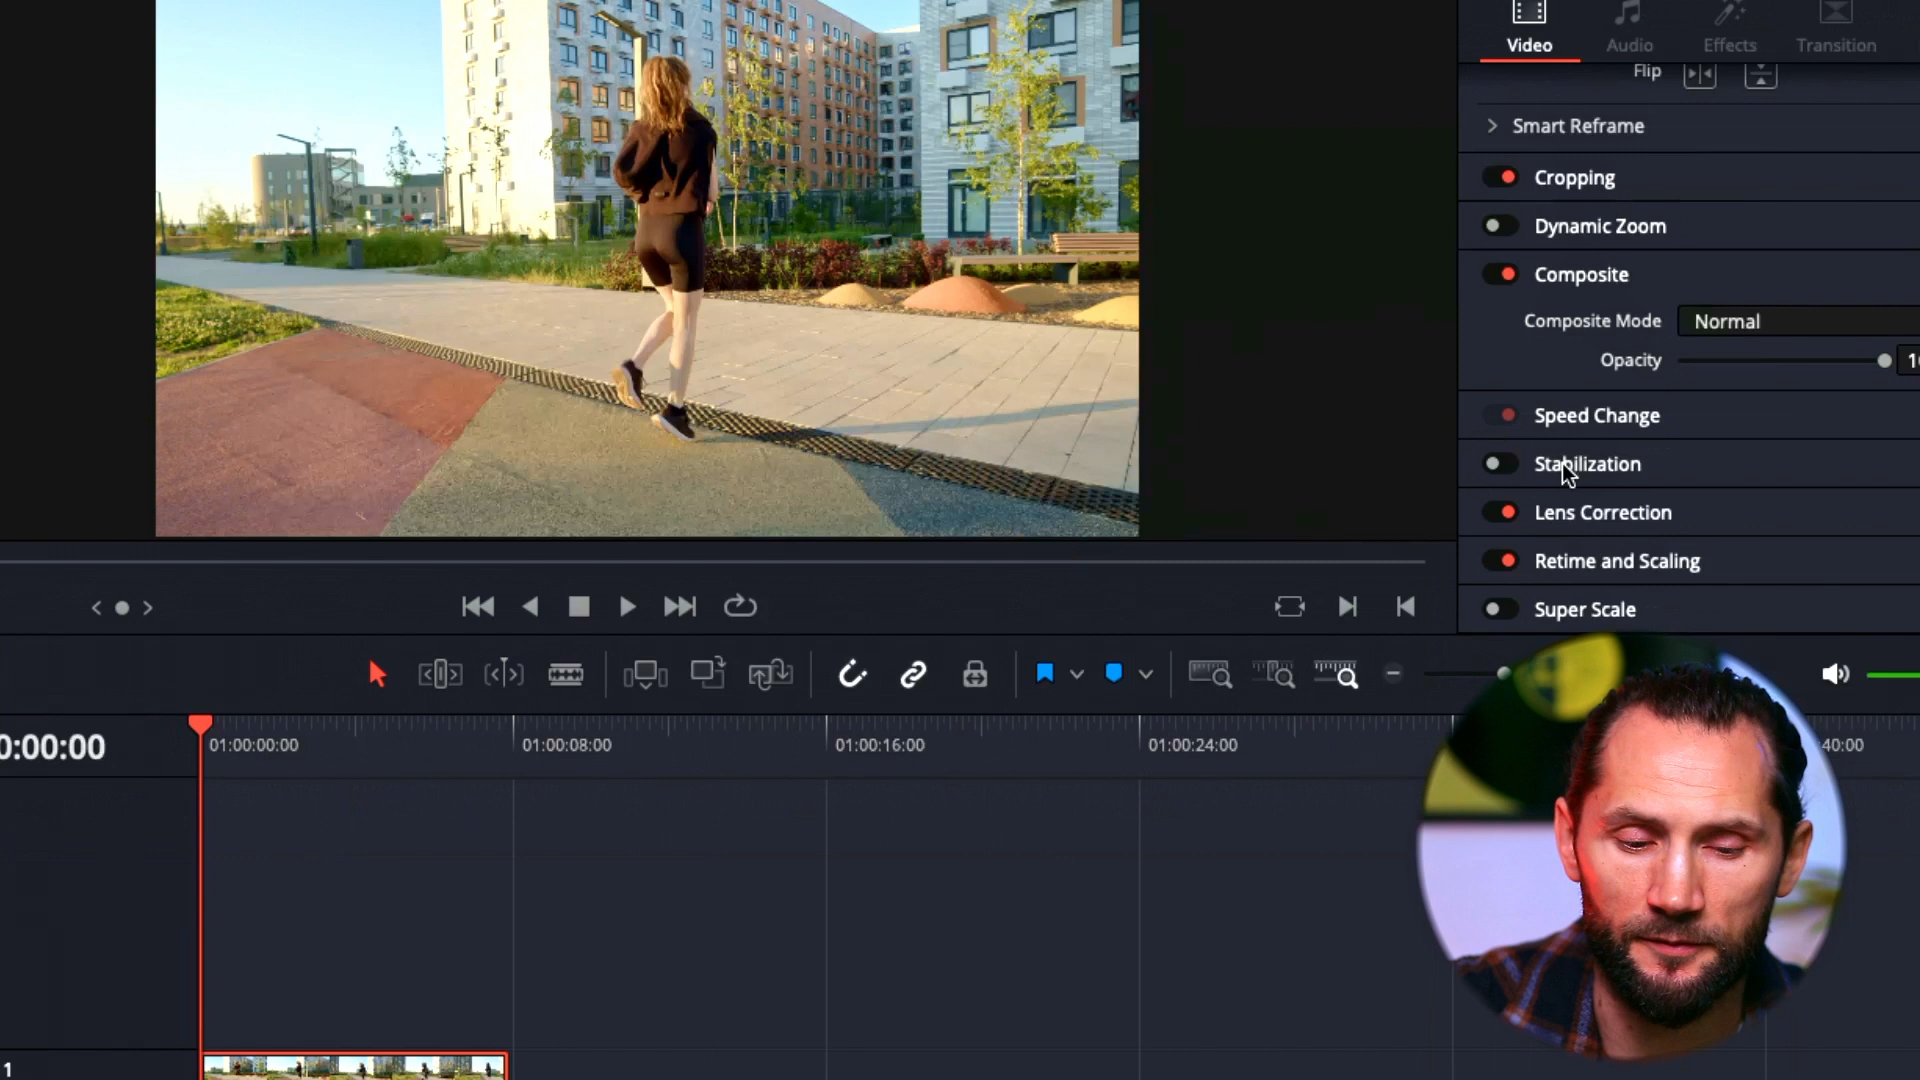 Video
Audio
Effects
Transition
Flip
Smart Reframe
Cropping
Dynamic Zoom
Composite
Composite Mode
Normal
Opacity
Speed Change
Stabilization
Lens Correction
Retime and Scaling
Super Scale
0:00:00
01:00:00:00
01:00:08:00
01:00:16:00
01:00:24:00
40:00
1